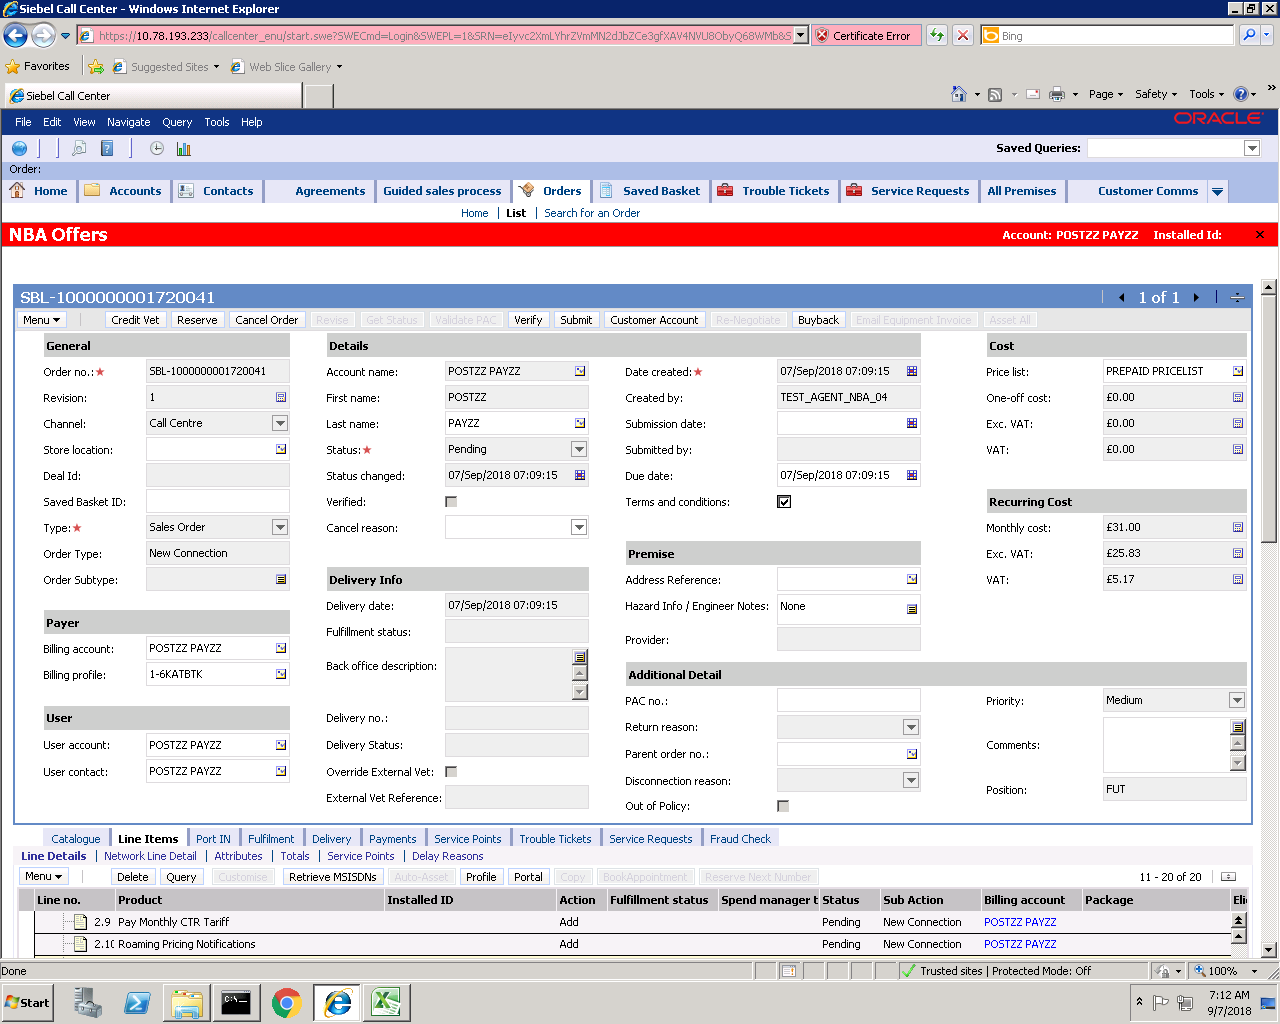 Siebel Call Center - Windows Internet Explorer
https://10.78.193.233/callcenter_enu/start.swe?SWECmd=Login&SWEPL=1&SRN=
Certificate Error
Bing
Favorites
Suggested Sites
Web Slice Gallery
Siebel Call Center
Page
Safety
Tools
»
File Edit View Navigate Query Tools Help
ORACLE
Saved Queries:
Order:
Home Accounts Contacts Agreements Guided sales process Orders Saved Basket Trouble Tickets Service Requests All Premises Customer Comms
Home | List | Search for an Order
NBA Offers
Account: POSTZZ PAYZZ Installed Id:
SBL-1000000001720041
1 of 1
Menu Credit Vet Reserve Cancel Order Revise Get Status Validate PAC Verify Submit Customer Account Re-Negotiate Buyback Email Equipment Invoice Asset All
General
Order no.: SBL-1000000001720041
Revision: 1
Channel: Call Centre
Store location:
Deal Id:
Saved Basket ID:
Type: Sales Order
Order Type: New Connection
Order Subtype:
Payer
Billing account: POSTZZ PAYZZ
Billing profile: 1-6KATBTK
User
User account: POSTZZ PAYZZ
User contact: POSTZZ PAYZZ
Details
Account name: POSTZZ PAYZZ
First name: POSTZZ
Last name: PAYZZ
Status: Pending
Status changed: 07/Sep/2018 07:09:15
Verified:
Cancel reason:
Delivery Info
Delivery date: 07/Sep/2018 07:09:15
Fulfillment status:
Back office description:
Delivery no.:
Delivery Status:
Override External Vet:
External Vet Reference:
Date created: 07/Sep/2018 07:09:15
Created by: TEST_AGENT_NBA_04
Submission date:
Submitted by:
Due date: 07/Sep/2018 07:09:15
Terms and conditions:
Premise
Address Reference:
Hazard Info / Engineer Notes: None
Provider:
Additional Detail
PAC no.:
Return reason:
Parent order no.:
Disconnection reason:
Out of Policy:
Priority: Medium
Comments:
Position: FUT
Cost
Price list: PREPAID PRICELIST
One-off cost: £0.00
Exc. VAT: £0.00
VAT: £0.00
Recurring Cost
Monthly cost: £31.00
Exc. VAT: £25.83
VAT: £5.17
Catalogue Line Items Port IN Fulfilment Delivery Payments Service Points Trouble Tickets Service Requests Fraud Check
Line Details | Network Line Detail | Attributes | Totals | Service Points | Delay Reasons
Menu Delete Query Customise Retrieve MSISDNs Auto-Asset Profile Portal Copy BookAppointment Reserve Next Number
11 - 20 of 20
Line no. Product Installed ID Action Fulfillment status Spend manager t Status Sub Action Billing account Package Eli
2.9 Pay Monthly CTR Tariff Add Pending New Connection POSTZZ PAYZZ
2.10 Roaming Pricing Notifications Add Pending New Connection POSTZZ PAYZZ
Done
Trusted sites | Protected Mode: Off
100%
Start
7:12 AM
9/7/2018